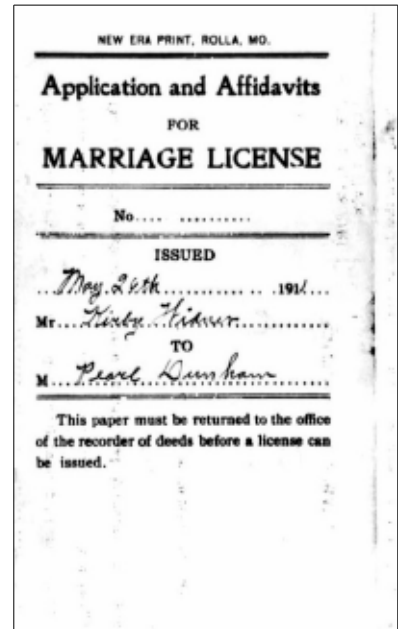 NEW ERA PRINT, ROLLA, MO.
Application and Affidavits
FOR
MARRIAGE LICENSE
No.... ..........
ISSUED
...May 26th............ .191...
Mr....Kirby..............
TO
M...Pearl Dunham.......
This paper must be returned to the office
of the recorder of deeds before a license can
be issued.